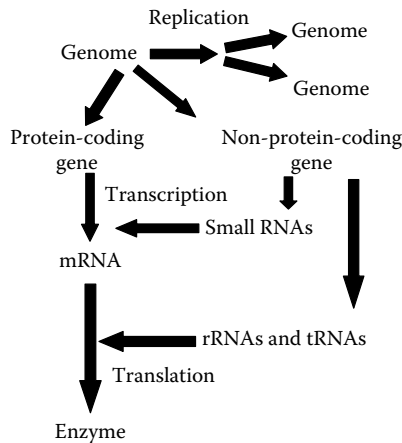 Replication
Genome
Genome
Genome
Protein-coding
gene
Non-protein-coding
gene
Transcription
Small RNAs
mRNA
rRNAs and tRNAs
Translation
Enzyme